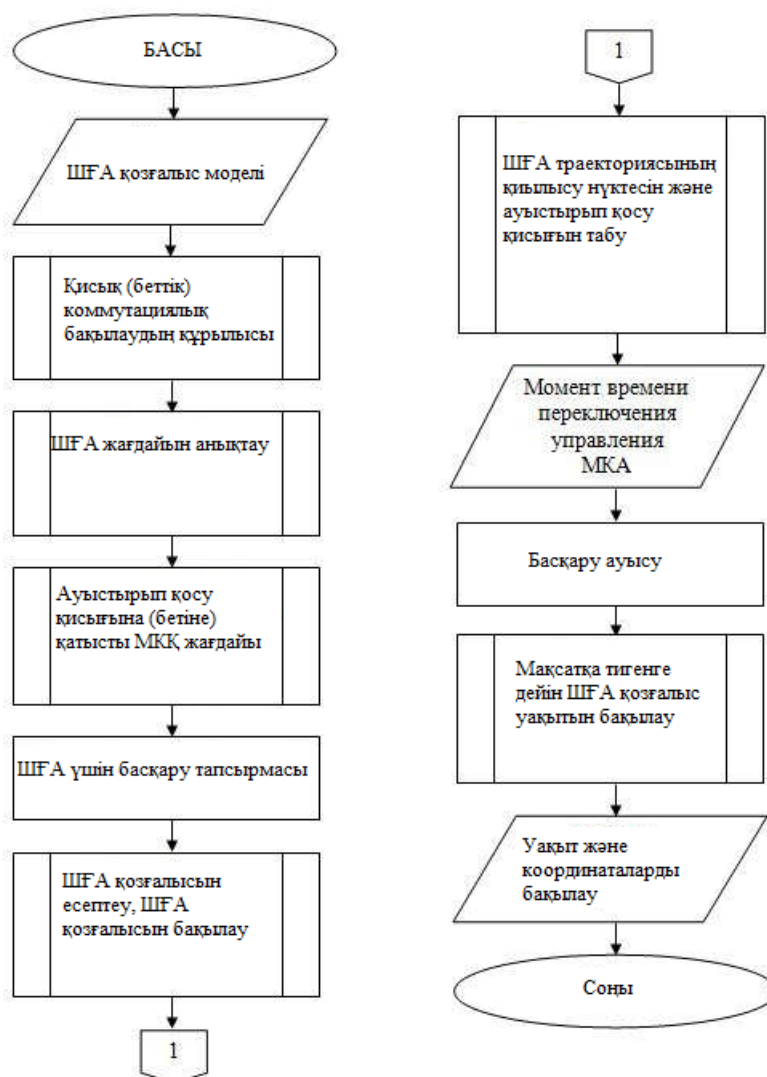 БАСЫ
ШҒА қозғалыс моделі
Қисық (беттік)
коммутациялық
бақылаудың құрылысы
ШҒА жағдайын анықтау
Ауыстырып қосу
қисығына (бетіне)
қатысты МКҚ жағдайы
ШҒА үшін басқару тапсырмасы
ШҒА қозғалысын
есептеу, ШҒА
қозғалысын бақылау
1
1
ШҒА траекториясының
қиылысу нүктесін және
ауыстырып қосу
қисығын табу
Момент времени
переключения
управления
МКА
Басқару ауысу
Мақсатқа тигенге
дейін ШҒА қозғалыс
уақытын бақылау
Уақыт және
координаталарды
бақылау
Соңы